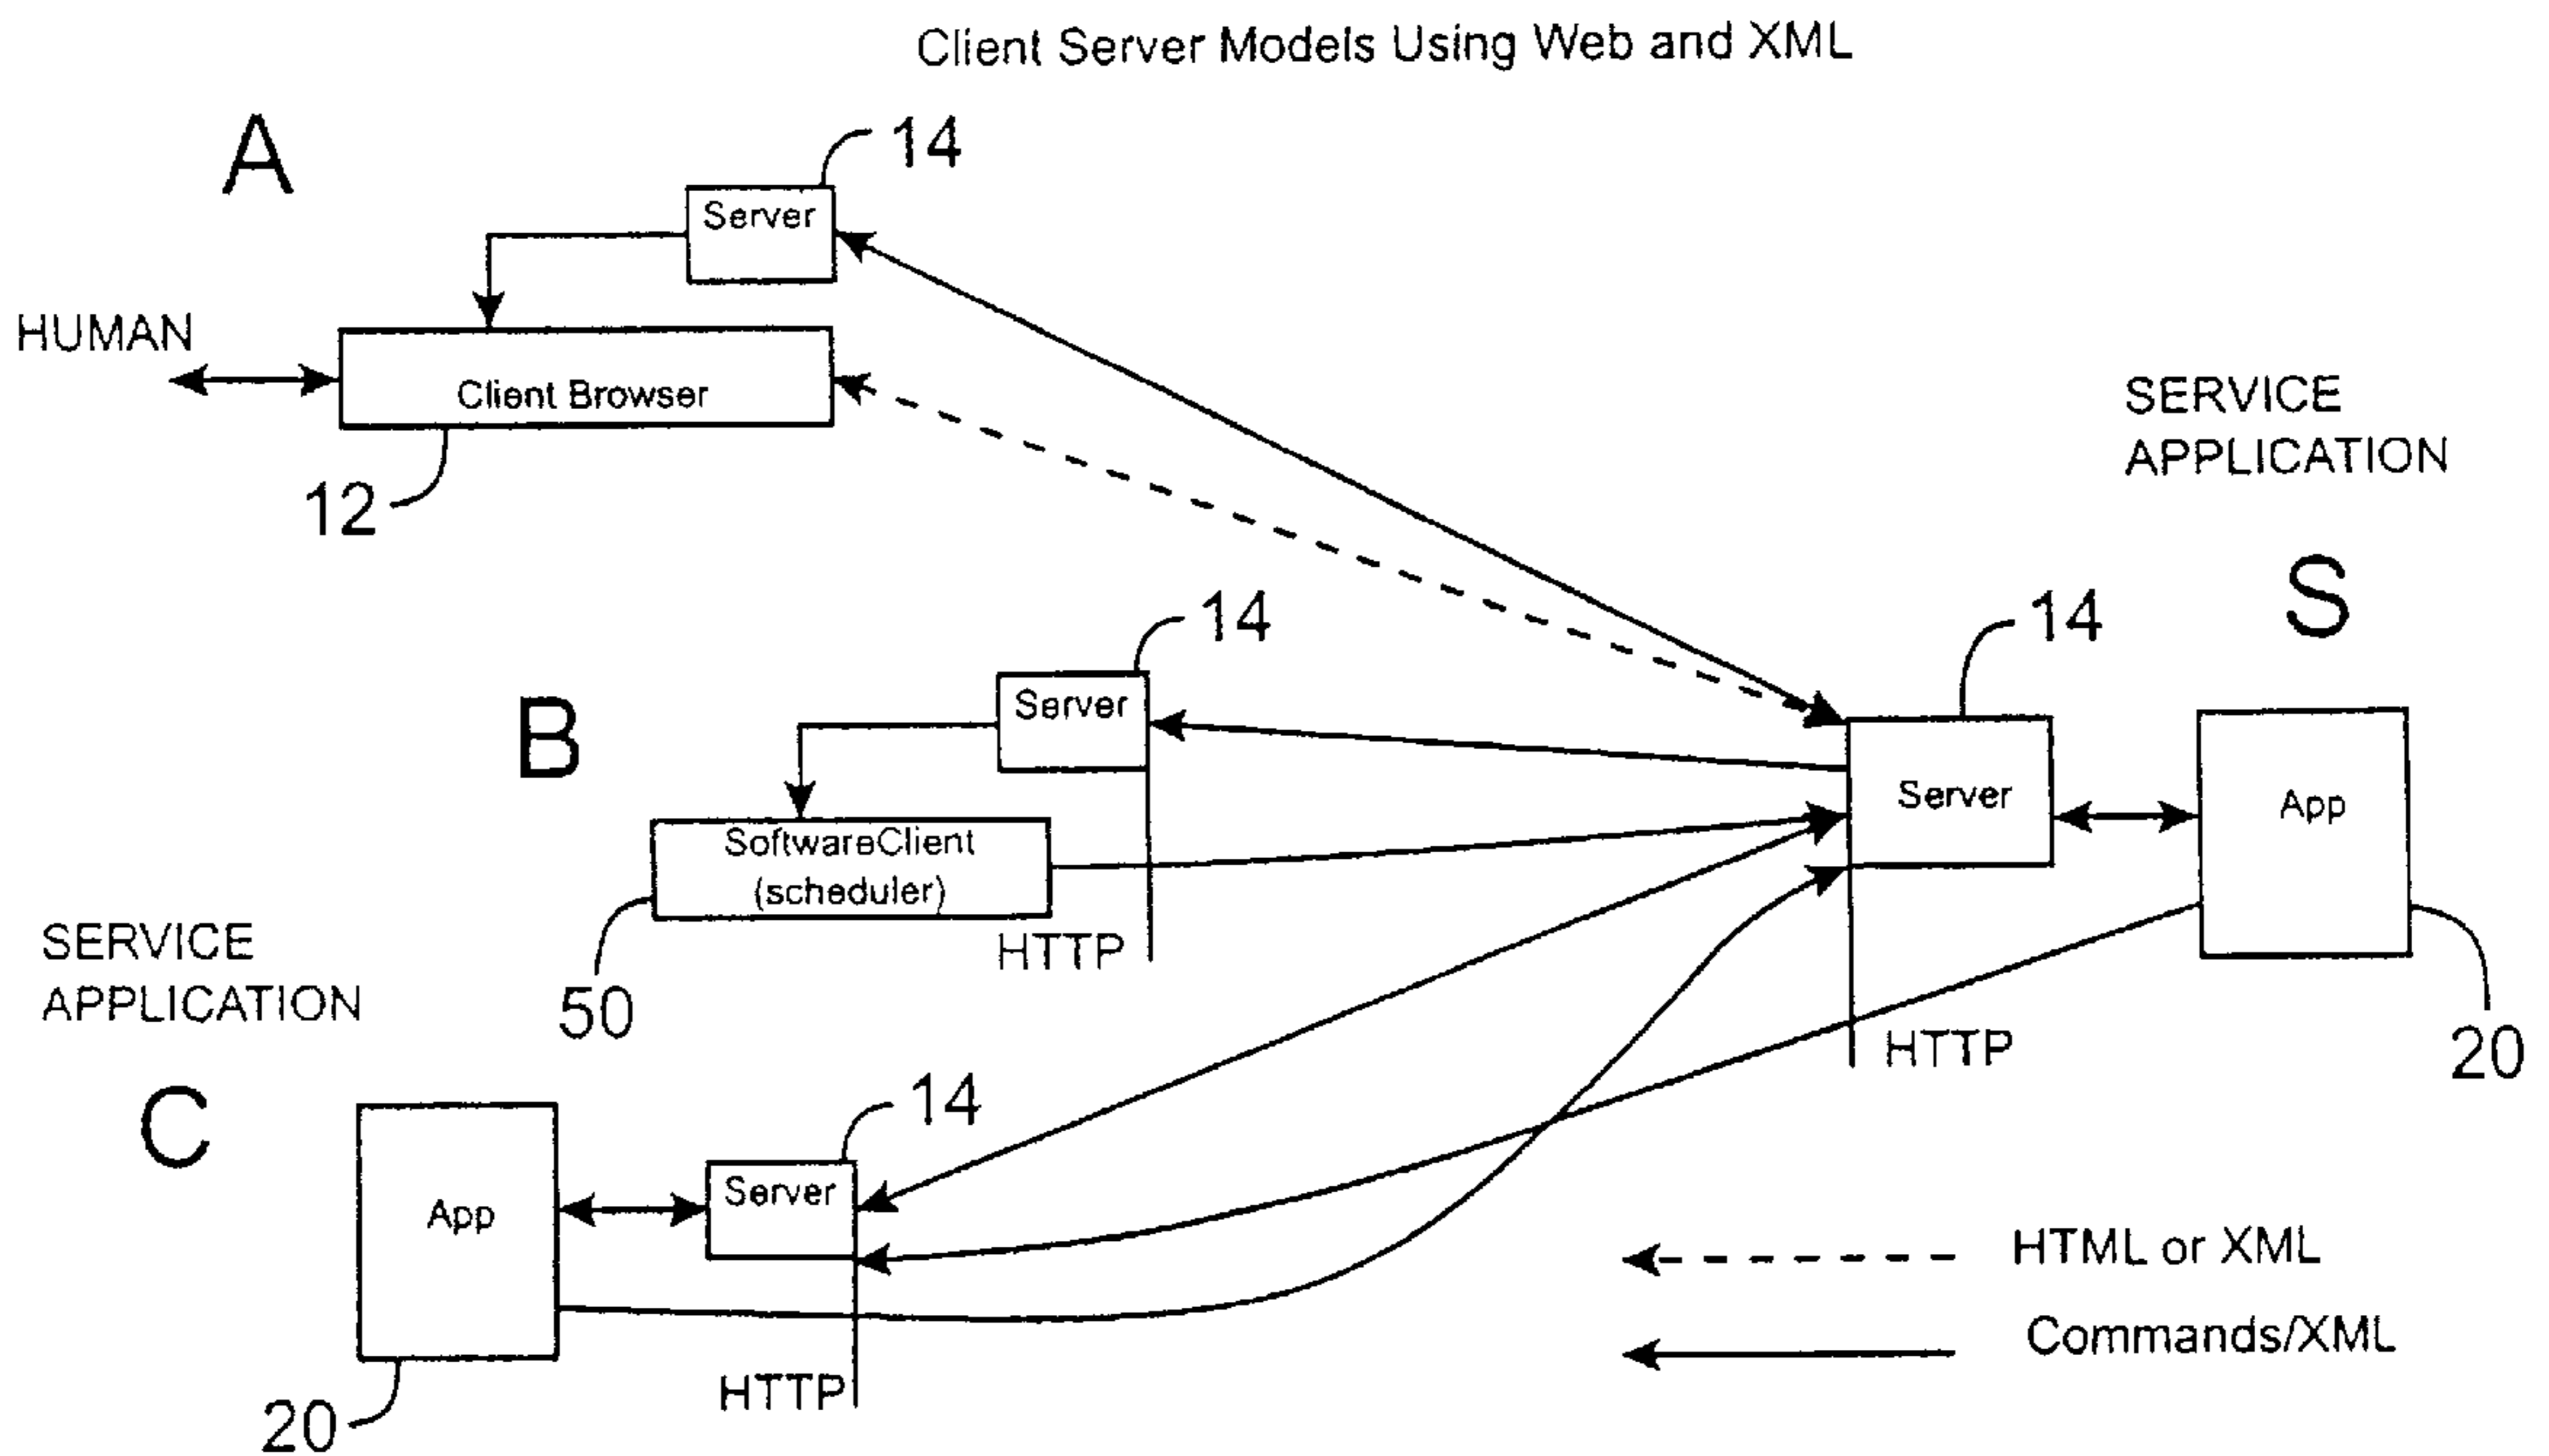 Client Server Models Using Web and XML
A
14
Server
HUMAN
Client Browser
12
SERVICE
APPLICATION
S
14
14
B
Server
Server
App
SoftwareClient
(scheduler)
HTTP
50
HTTP
20
SERVICE
APPLICATION
C
14
Server
App
HTML or XML
Commands/XML
HTTP
20